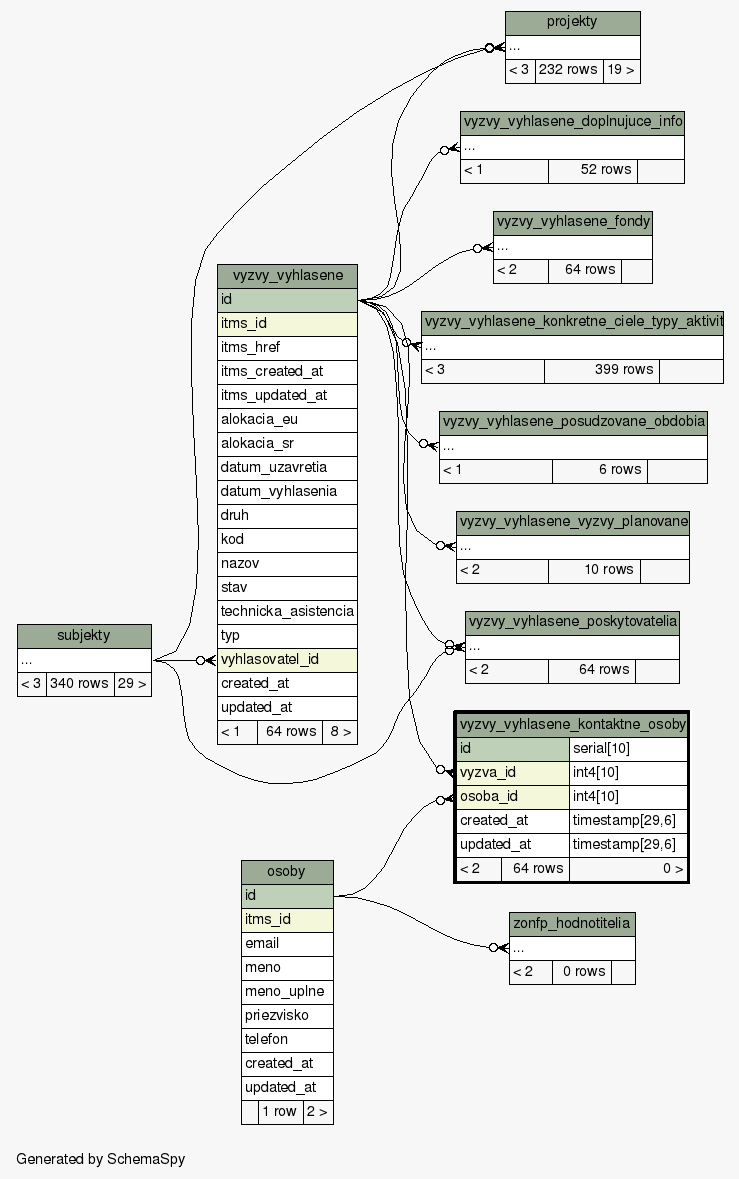 projekty
...
< 3 232 rows 19 >
vyzvy_vyhlasene_doplnujuce_info
...
< 1 52 rows
vyzvy_vyhlasene_fondy
...
< 2 64 rows
vyzvy_vyhlasene_konkretne_ciele_typy_aktivit
...
< 3 399 rows
vyzvy_vyhlasene_posudzovane_obdobia
...
< 1 6 rows
vyzvy_vyhlasene_vyzvy_planovane
...
< 2 10 rows
vyzvy_vyhlasene_poskytovatelia
...
< 2 64 rows
vyzvy_vyhlasene
id
itms_id
itms_href
itms_created_at
itms_updated_at
alokacia_eu
alokacia_sr
datum_uzavretia
datum_vyhlasenia
druh
kod
nazov
stav
technicka_asistencia
typ
vyhlasovatel_id
created_at
updated_at
< 1 64 rows 8 >
subjekty
...
< 3 340 rows 29 >
vyzvy_vyhlasene_kontaktne_osoby
id serial[10]
vyzva_id int4[10]
osoba_id int4[10]
created_at timestamp[29,6]
updated_at timestamp[29,6]
< 2 64 rows 0 >
osoby
id
itms_id
email
meno
meno_uplne
priezvisko
telefon
created_at
updated_at
1 row 2 >
zonfp_hodnotitelia
...
< 2 0 rows
Generated by SchemaSpy